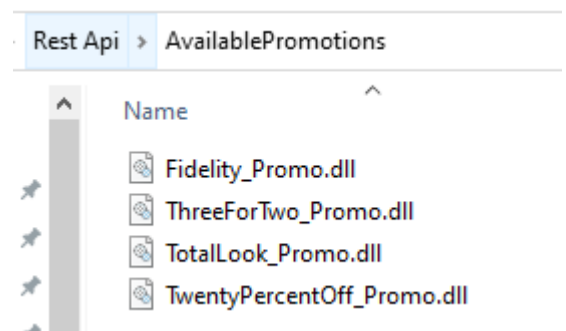 Rest Api > AvailablePromotions
Name
Fidelity_Promo.dll
ThreeForTwo_Promo.dll
TotalLook_Promo.dll
TwentyPercentOff_Promo.dll